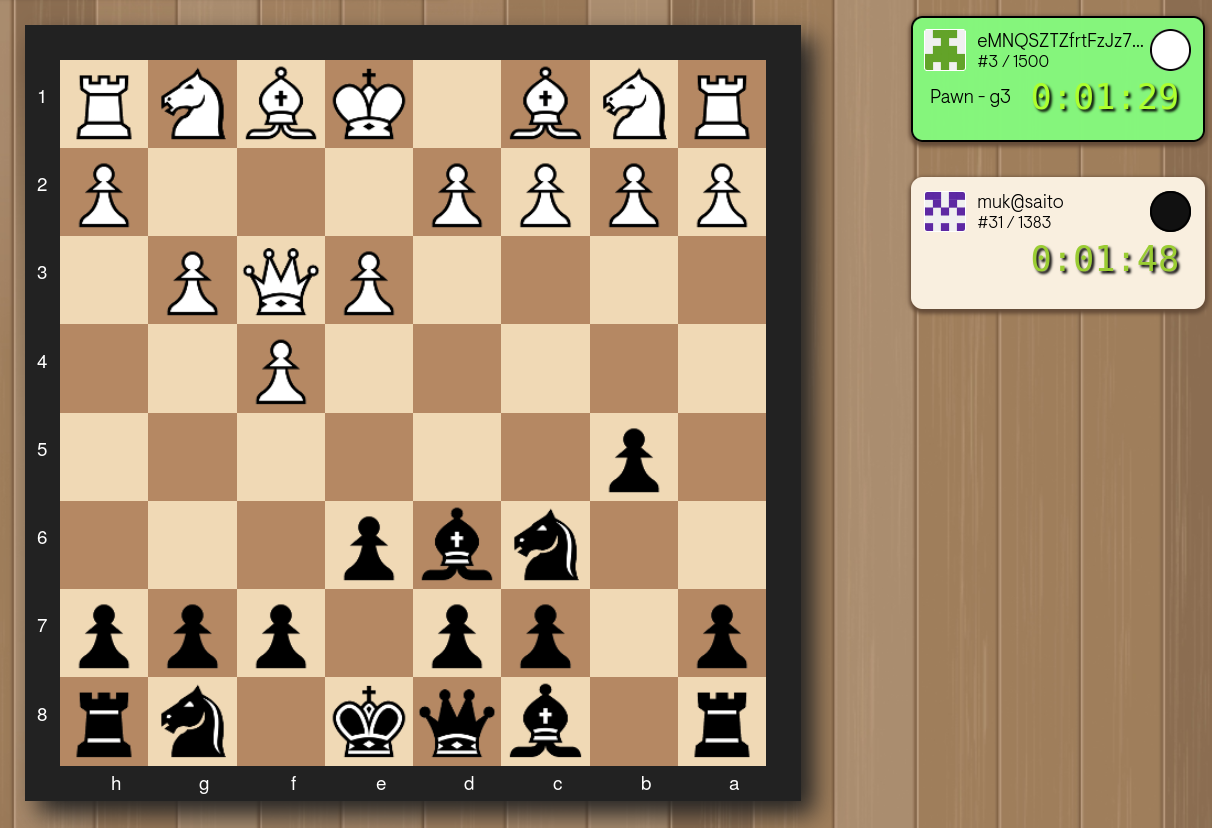 1
2
3
4
5
6
7
8
h g f e d c b a
eMNQSZTZfrtFzJz7...
#3 / 1500
Pawn - g3 0:01:29
muk@saito
#31 / 1383
0:01:48